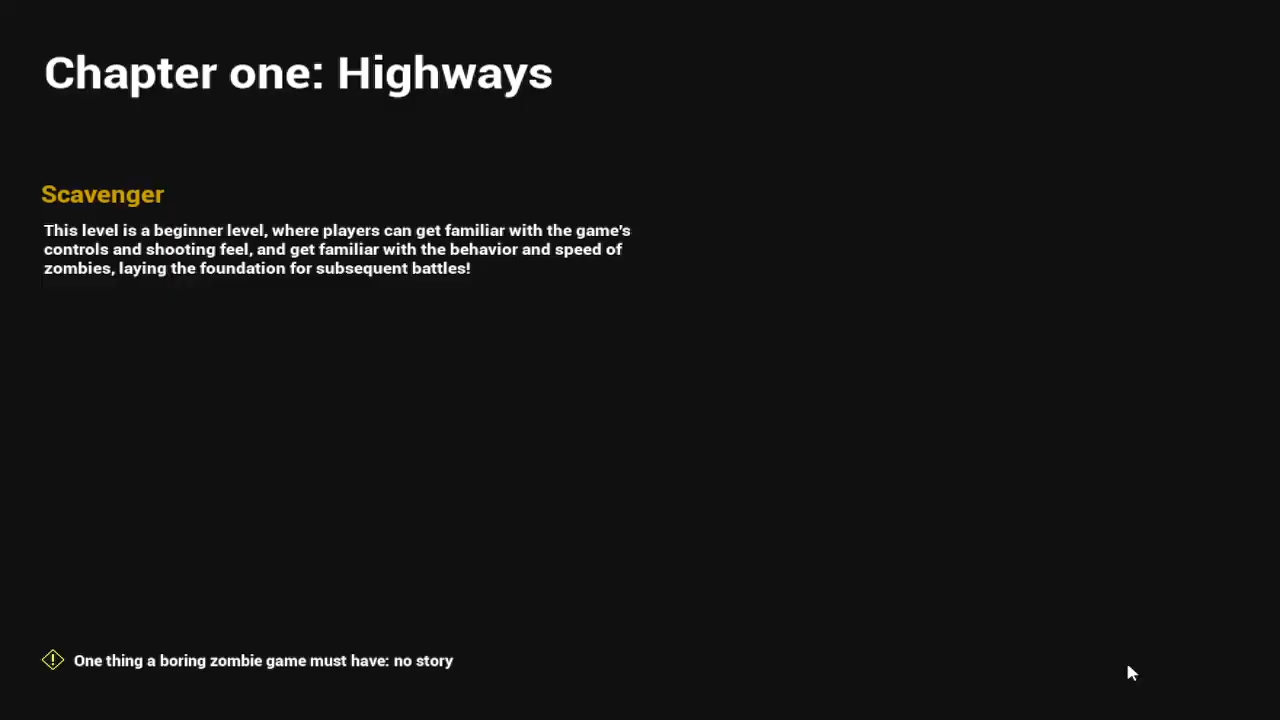 Chapter one: Highways
Scavenger
This level is a beginner level, where players can get familiar with the game's
controls and shooting feel, and get familiar with the behavior and speed of
zombies, laying the foundation for subsequent battles!
One thing a boring zombie game must have: no story